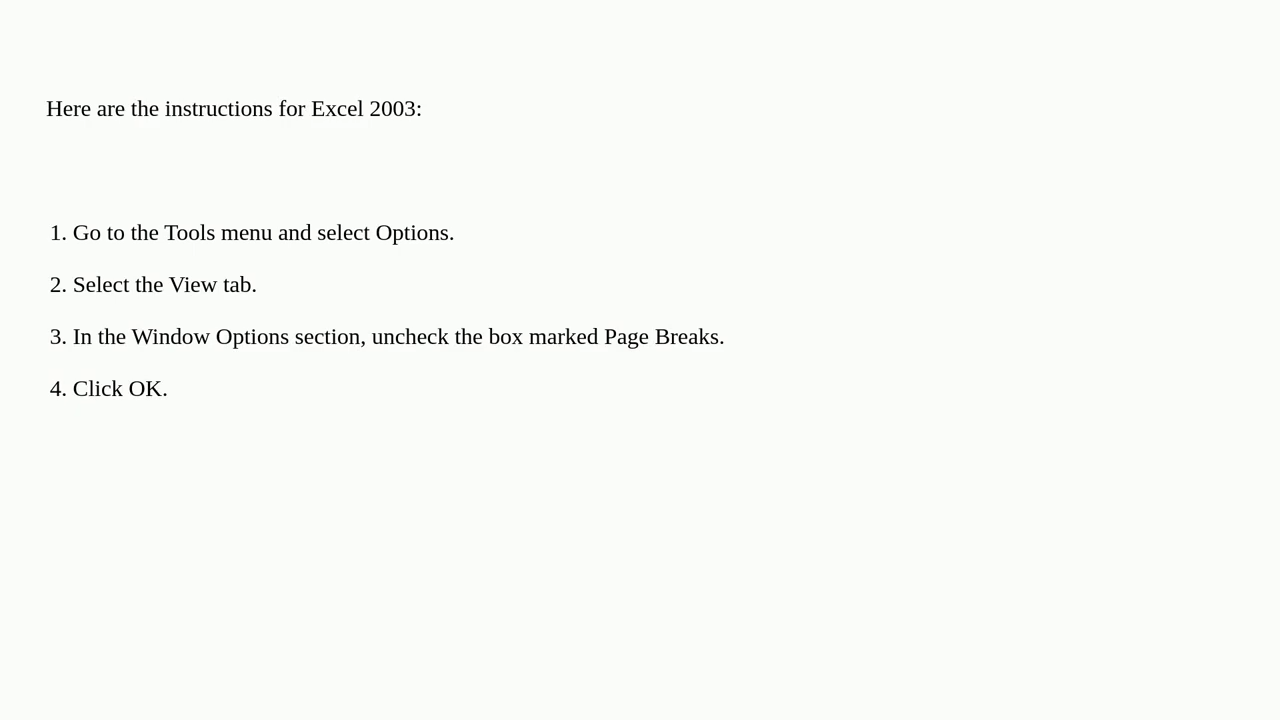 Here are the instructions for Excel 2003:
1. Go to the Tools menu and select Options.
2. Select the View tab.
3. In the Window Options section, uncheck the box marked Page Breaks.
4. Click OK.